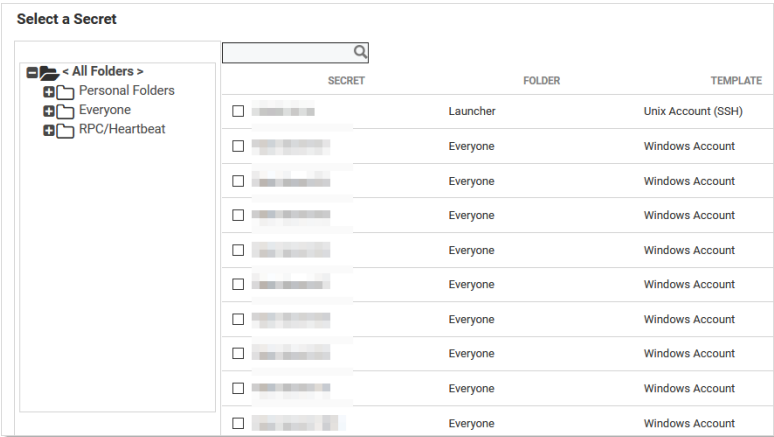 Select a Secret
< All Folders >
Personal Folders
Everyone
RPC/Heartbeat
SECRET FOLDER TEMPLATE
Launcher Unix Account (SSH)
Everyone Windows Account
Everyone Windows Account
Everyone Windows Account
Everyone Windows Account
Everyone Windows Account
Everyone Windows Account
Everyone Windows Account
Everyone Windows Account
Everyone Windows Account